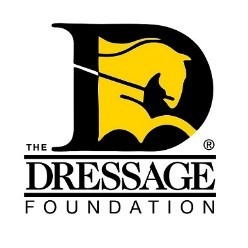 D
THE ®
DRESSAGE
FOUNDATION